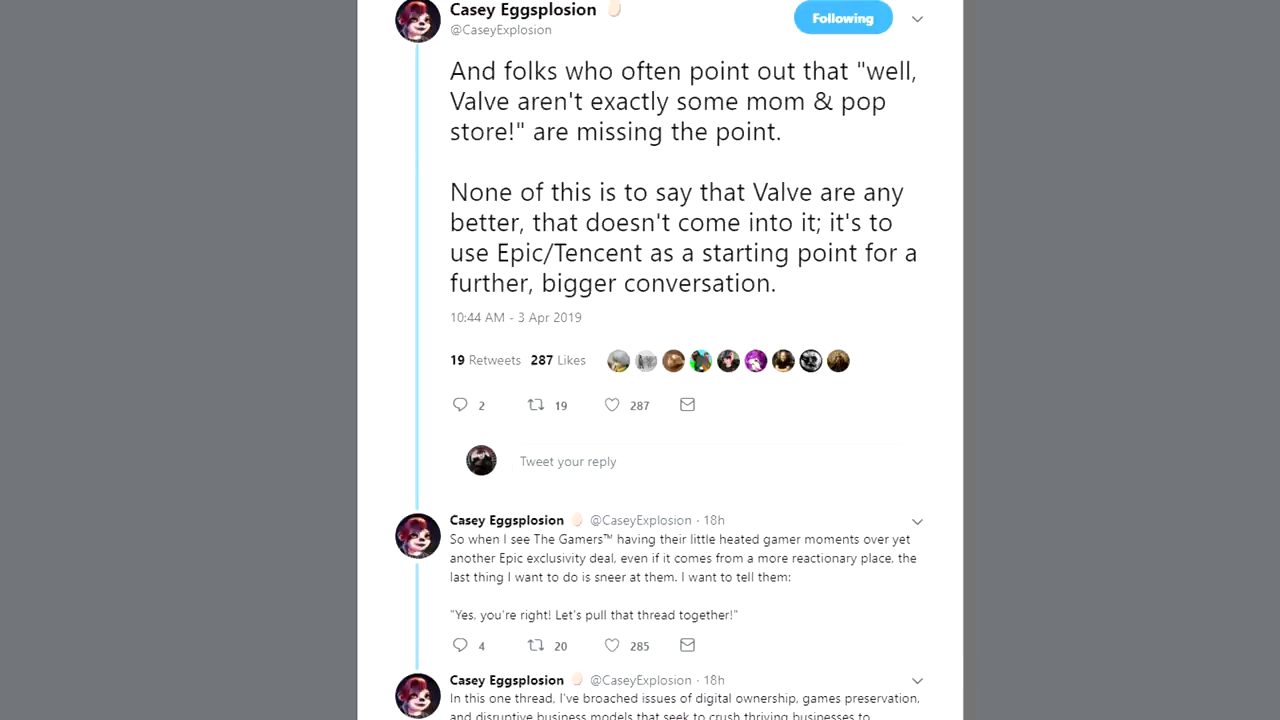 Casey Eggsplosion
Following
@CaseyExplosion
And folks who often point out that "well,
Valve aren't exactly some mom & pop
store!" are missing the point.
None of this is to say that Valve are any
better, that doesn't come into it; it's to
use Epic/Tencent as a starting point for a
further, bigger conversation.
10:44 AM - 3 Apr 2019
19 Retweets 287 Likes
2 19 287
Tweet your reply
Casey Eggsplosion @CaseyExplosion · 18h
So when I see The Gamers™ having their little heated gamer moments over yet
another Epic exclusivity deal, even if it comes from a more reactionary place, the
last thing I want to do is sneer at them. I want to tell them:
"Yes, you're right! Let's pull that thread together!"
4 20 285
Casey Eggsplosion @CaseyExplosion · 18h
In this one thread, I've broached issues of digital ownership, games preservation,
and disruptive business models that seek to crush thriving businesses to